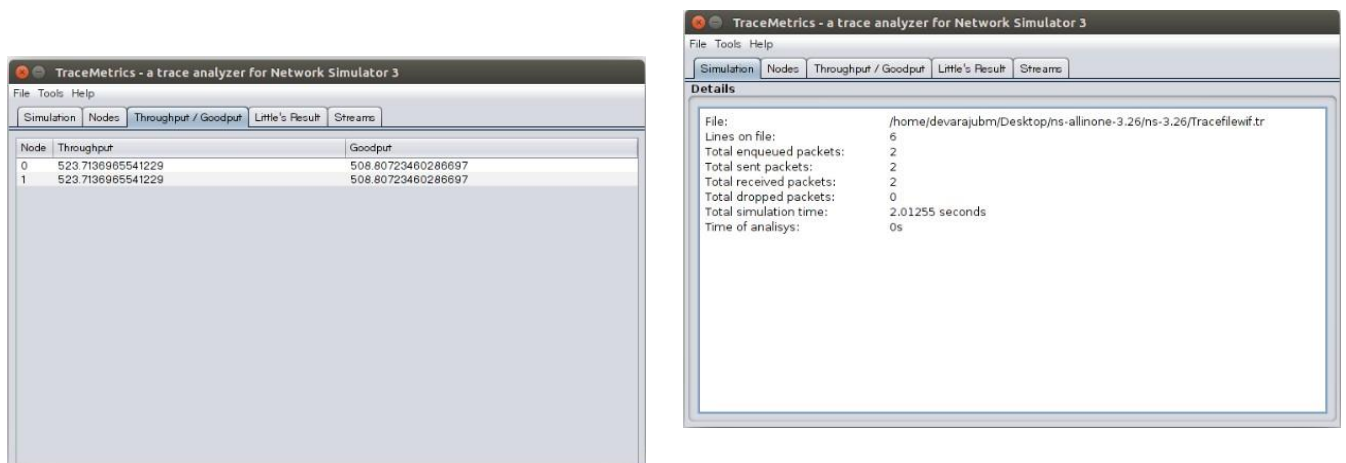 TraceMetrics - a trace analyzer for Network Simulator 3
File Tools Help
Simulation Nodes Throughput / Goodput Little's Result Streams
Node Throughput Goodput
0 523.7136965541229 508.80723460286697
1 523.7136965541229 508.80723460286697
TraceMetrics - a trace analyzer for Network Simulator 3
File Tools Help
Simulation Nodes Throughput / Goodput Little's Result Streams
Details
File: /home/devarajubm/Desktop/ns-allinone-3.26/ns-3.26/Tracefilewif.tr
Lines on file: 6
Total enqueued packets: 2
Total sent packets: 2
Total received packets: 2
Total dropped packets: 0
Total simulation time: 2.01255 seconds
Time of analisys: 0s